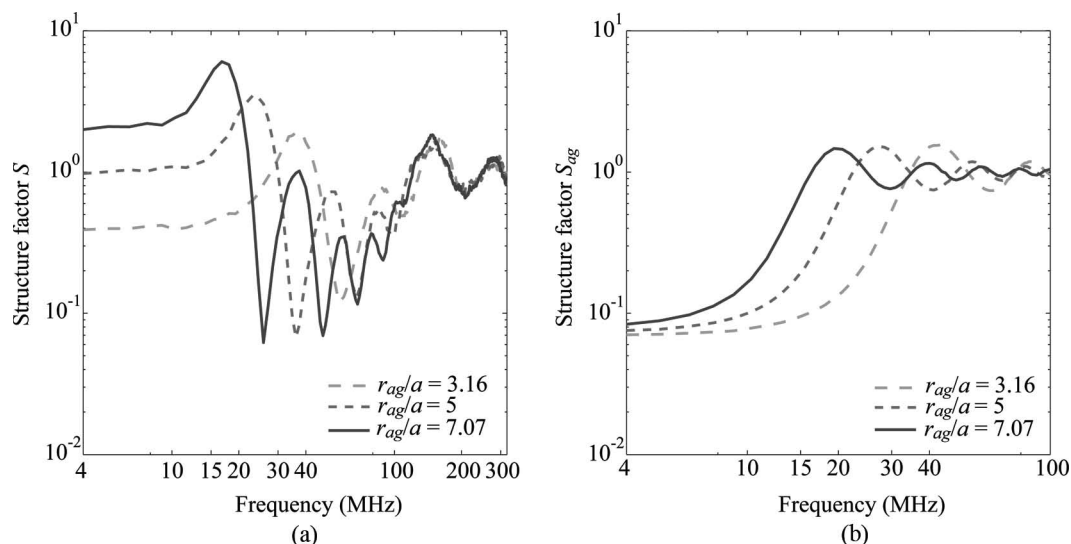 10^1
10^0
10^-1
10^-2
Structure factor S
4 10 15 20 30 40 100 200 300
Frequency (MHz)
r_ag/a = 3.16
r_ag/a = 5
r_ag/a = 7.07
(a)
10^1
10^0
10^-1
10^-2
Structure factor S_ag
4 10 15 20 30 40 100
Frequency (MHz)
r_ag/a = 3.16
r_ag/a = 5
r_ag/a = 7.07
(b)